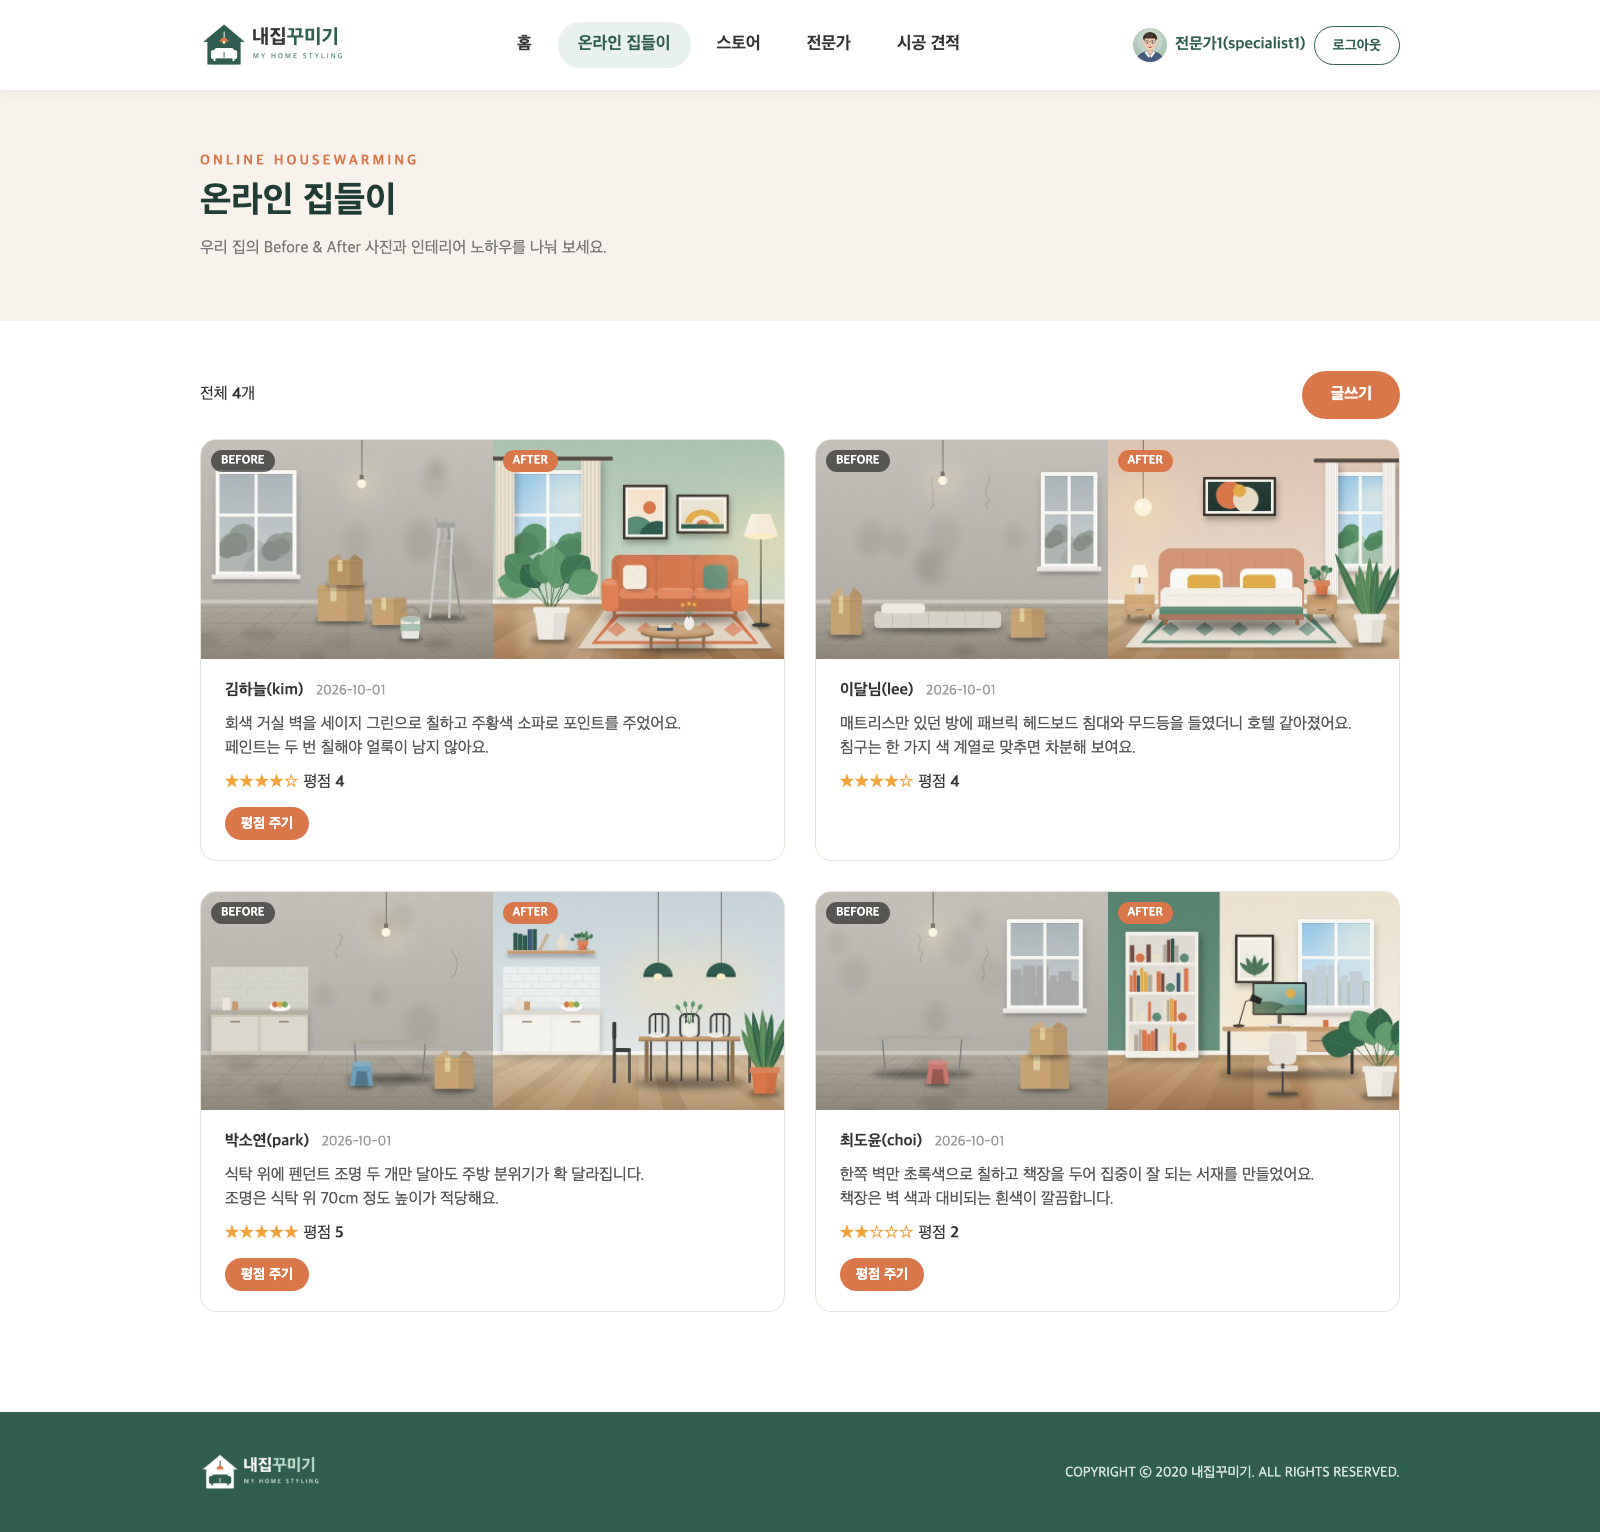 내집꾸미기
MY HOME STYLING
홈
온라인 집들이
스토어
전문가
시공 견적
전문가1(specialist1)
로그아웃
ONLINE HOUSEWARMING
온라인 집들이
우리 집의 Before & After 사진과 인테리어 노하우를 나눠 보세요.
전체 4개
글쓰기
BEFORE
AFTER
김하늘(kim) 2026-10-01
회색 거실 벽을 세이지 그린으로 칠하고 주황색 소파로 포인트를 주었어요.
페인트는 두 번 칠해야 얼룩이 남지 않아요.
★★★★☆ 평점 4
평점 주기
BEFORE
AFTER
이달님(lee) 2026-10-01
매트리스만 있던 방에 패브릭 헤드보드 침대와 무드등을 들였더니 호텔 같아졌어요.
침구는 한 가지 색 계열로 맞추면 차분해 보여요.
★★★★☆ 평점 4
BEFORE
AFTER
박소연(park) 2026-10-01
식탁 위에 펜던트 조명 두 개만 달아도 주방 분위기가 확 달라집니다.
조명은 식탁 위 70cm 정도 높이가 적당해요.
★★★★★ 평점 5
평점 주기
BEFORE
AFTER
최도윤(choi) 2026-10-01
한쪽 벽만 초록색으로 칠하고 책장을 두어 집중이 잘 되는 서재를 만들었어요.
책장은 벽 색과 대비되는 흰색이 깔끔합니다.
★★☆☆☆ 평점 2
평점 주기
내집꾸미기
MY HOME STYLING
COPYRIGHT © 2020 내집꾸미기. ALL RIGHTS RESERVED.